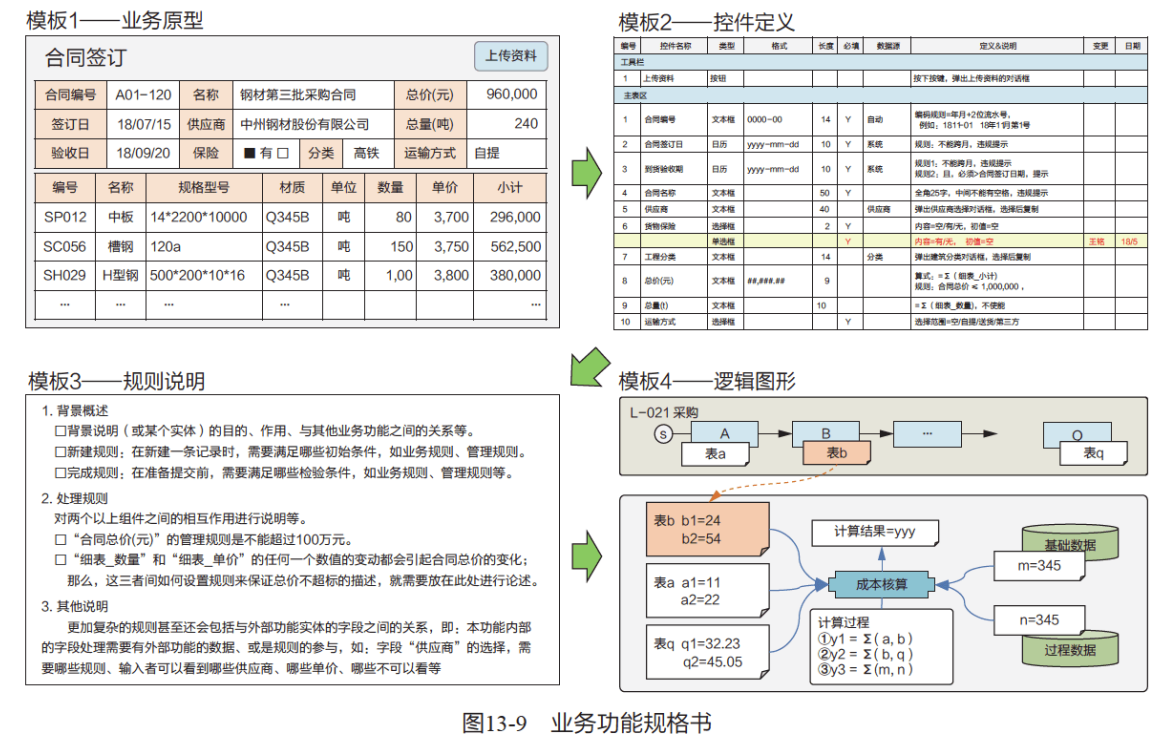 模板1——业务原型
合同签订 上传资料
合同编号 A01-120 名称 钢材第三批采购合同 总价(元) 960,000
签订日 18/07/15 供应商 中州钢材股份有限公司 总量(吨) 240
验收日 18/09/20 保险 ■ 有 □ 分类 高铁 运输方式 自提
编号 名称 规格型号 材质 单位 数量 单价 小计
SP012 中板 14*2200*10000 Q345B 吨 80 3,700 296,000
SC056 槽钢 120a Q345B 吨 150 3,750 562,500
SH029 H型钢 500*200*10*16 Q345B 吨 1,00 3,800 380,000
... ... ... ... ...
模板2——控件定义
编号 控件名称 类型 格式 长度 必填 数据源 定义&说明 变更 日期
工具栏
1 上传资料 按钮 按下按键，弹出上传资料的对话框
主表区
1 合同编号 文本框 0000-00 14 Y 自动 编码规则=年月+2位流水号，
例如：1811-01 18年11月第1号
2 合同签订日 日历 yyyy-mm-dd 10 Y 系统 规则：不能跨月，违规提示
3 到货验收期 日历 yyyy-mm-dd 10 Y 系统 规则1：不能跨月，违规提示
规则2：且，必须>合同签订日期，提示
4 合同名称 文本框 50 Y 全角25字，中间不能有空格，违规提示
5 供应商 文本框 40 供应商 弹出供应商选择对话框，选择后复制
6 货物保险 选择框 2 Y 内容=空/有/无，初值=空
单选框 Y 内容=有/无， 初值=空 王铭 18/5
7 工程分类 文本框 14 分类 弹出建筑分类对话框，选择后复制
8 总价(元) 文本框 ##,###.## 9 算式：=Σ（细表_小计）
规则：合同总价 ≤ 1,000,000，
9 总量(t) 文本框 10 =Σ（细表_数量)，不使能
10 运输方式 选择框 Y 选择范围=空/自提/送货/第三方
模板3——规则说明
1. 背景概述
□背景说明（或某个实体）的目的、作用、与其他业务功能之间的关系等。
□新建规则：在新建一条记录时，需要满足哪些初始条件，如业务规则、管理规则。
□完成规则：在准备提交前，需要满足哪些检验条件，如业务规则、管理规则等。
2. 处理规则
对两个以上组件之间的相互作用进行说明等。
□“合同总价(元)”的管理规则是不能超过100万元。
□“细表_数量”和“细表_单价”的任何一个数值的变动都会引起合同总价的变化；
那么，这三者间如何设置规则来保证总价不超标的描述，就需要放在此处进行论述。
3. 其他说明
更加复杂的规则甚至还会包括与外部功能实体的字段之间的关系，即：本功能内部
的字段处理需要有外部功能的数据、或是规则的参与，如：字段“供应商”的选择，需
要哪些规则、输入者可以看到哪些供应商、哪些单价、哪些不可以看等
模板4——逻辑图形
L-021 采购
S A B ... Q
表a 表b 表q
表b b1=24
b2=54
表a a1=11
a2=22
表q q1=32.23
q2=45.05
计算结果=yyy
成本核算
计算过程
①y1 = Σ( a, b )
②y2 = Σ( b, q )
③y3 = Σ(m, n )
基础数据
m=345
n=345
过程数据
图13-9 业务功能规格书